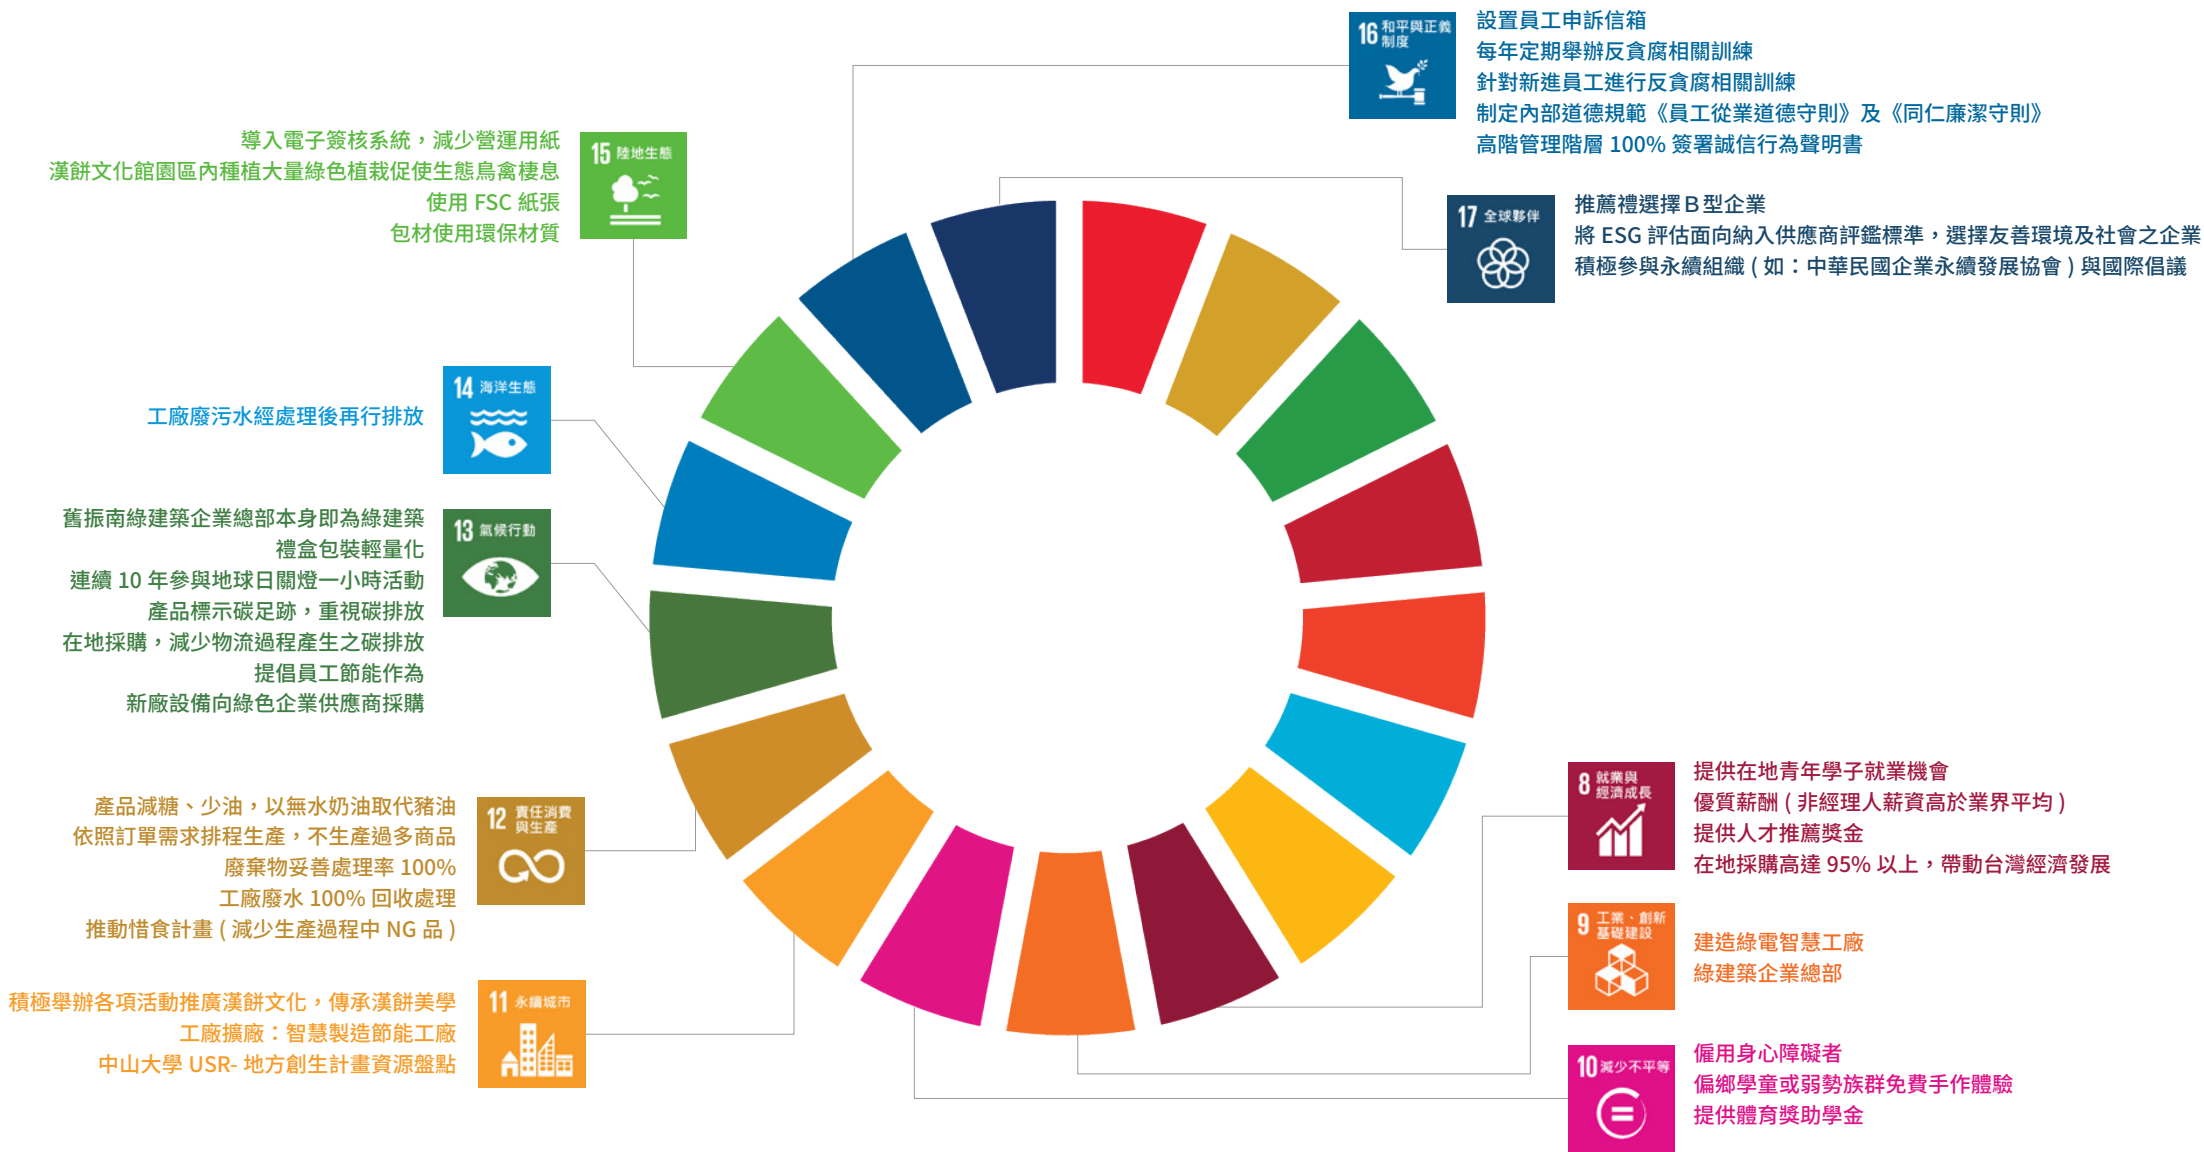 16 和平與正義
制度
設置員工申訴信箱
每年定期舉辦反貪腐相關訓練
針對新進員工進行反貪腐相關訓練
制定內部道德規範《員工從業道德守則》及《同仁廉潔守則》
高階管理階層 100% 簽署誠信行為聲明書
17 全球夥伴
推薦禮選擇Ｂ型企業
將 ESG 評估面向納入供應商評鑑標準，選擇友善環境及社會之企業
積極參與永續組織 ( 如：中華民國企業永續發展協會 ) 與國際倡議
導入電子簽核系統，減少營運用紙
漢餅文化館園區內種植大量綠色植栽促使生態鳥禽棲息
使用 FSC 紙張
包材使用環保材質
15 陸地生態
工廠廢污水經處理後再行排放
14 海洋生態
舊振南綠建築企業總部本身即為綠建築
禮盒包裝輕量化
連續 10 年參與地球日關燈一小時活動
產品標示碳足跡，重視碳排放
在地採購，減少物流過程產生之碳排放
提倡員工節能作為
新廠設備向綠色企業供應商採購
13 氣候行動
產品減糖、少油，以無水奶油取代豬油
依照訂單需求排程生產，不生產過多商品
廢棄物妥善處理率 100%
工廠廢水 100% 回收處理
推動惜食計畫 ( 減少生產過程中 NG 品 )
12 責任消費
與生產
積極舉辦各項活動推廣漢餅文化，傳承漢餅美學
工廠擴廠：智慧製造節能工廠
中山大學 USR- 地方創生計畫資源盤點
11 永續城市
8 就業與
經濟成長
提供在地青年學子就業機會
優質薪酬 ( 非經理人薪資高於業界平均 )
提供人才推薦獎金
在地採購高達 95% 以上，帶動台灣經濟發展
9 工業、創新
基礎建設
建造綠電智慧工廠
綠建築企業總部
10 減少不平等
僱用身心障礙者
偏鄉學童或弱勢族群免費手作體驗
提供體育獎助學金